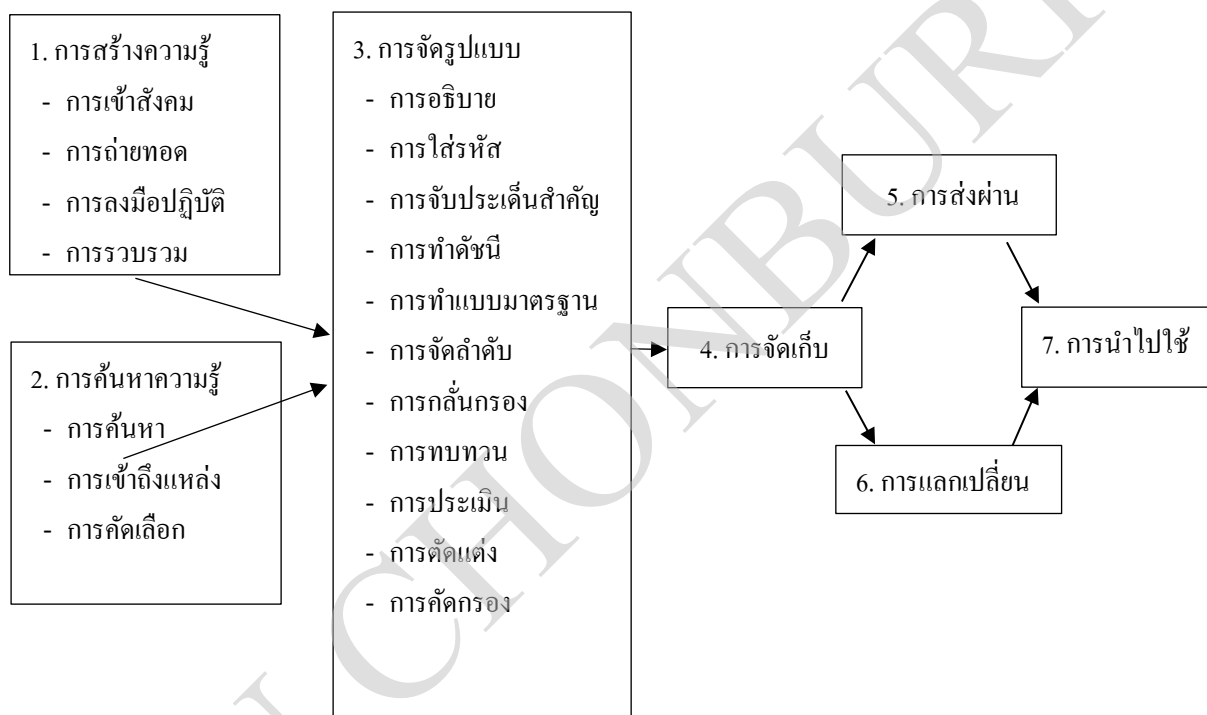 1. การสร้างความรู้
- การเข้าสังคม
- การถ่ายทอด
- การลงมือปฏิบัติ
- การรวบรวม
2. การค้นหาความรู้
- การค้นหา
- การเข้าถึงแหล่ง
- การคัดเลือก
3. การจัดรูปแบบ
- การอธิบาย
- การใส่รหัส
- การจับประเด็นสำคัญ
- การทำดัชนี
- การทำแบบมาตรฐาน
- การจัดลำดับ
- การกลั่นกรอง
- การทบทวน
- การประเมิน
- การตัดแต่ง
- การคัดกรอง
4. การจัดเก็บ
5. การส่งผ่าน
6. การแลกเปลี่ยน
7. การนำไปใช้
CHONBURI